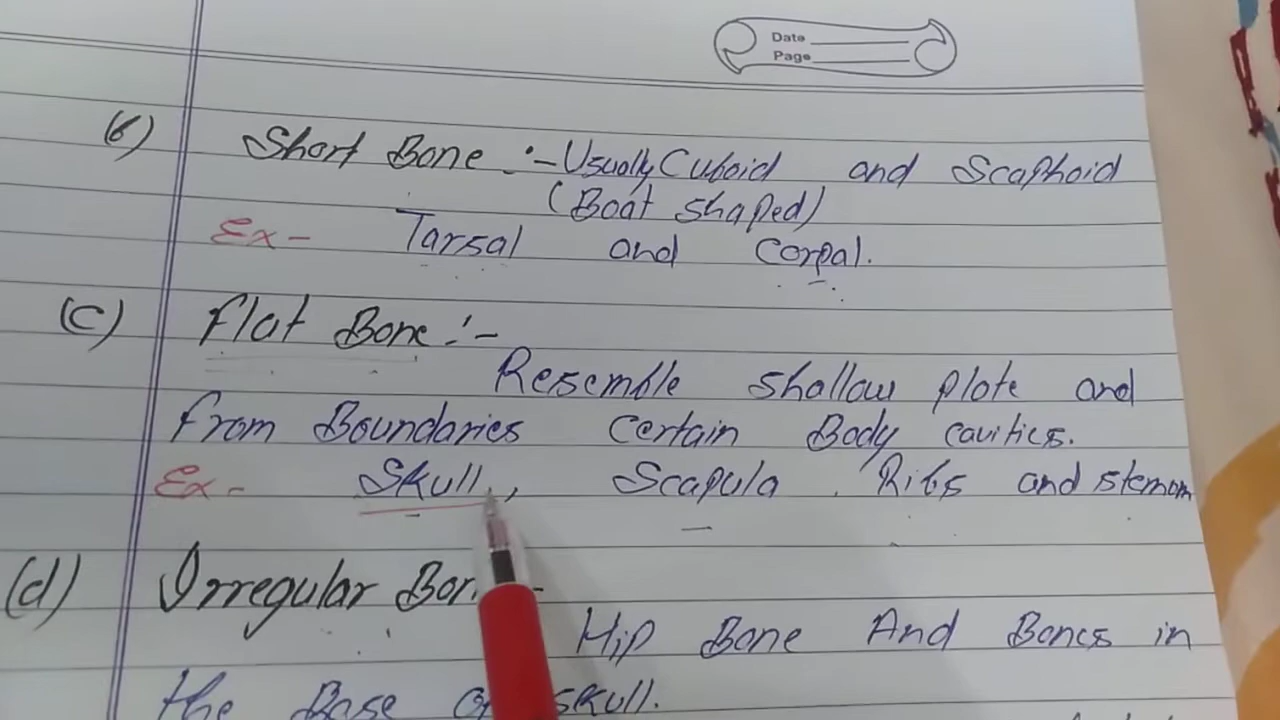 Date
Page
(b) Short Bone :- Usually Cuboid and Scaphoid
(Boat shaped)
Ex - Tarsal and Corpal.
(C) Flat Bone :-
Resemble shallow plate and
from Boundaries Certain Body cavities.
Ex - Skull, Scapula Ribs and
(d) Irregular
Hip Bone And Bones in
the Base skull.